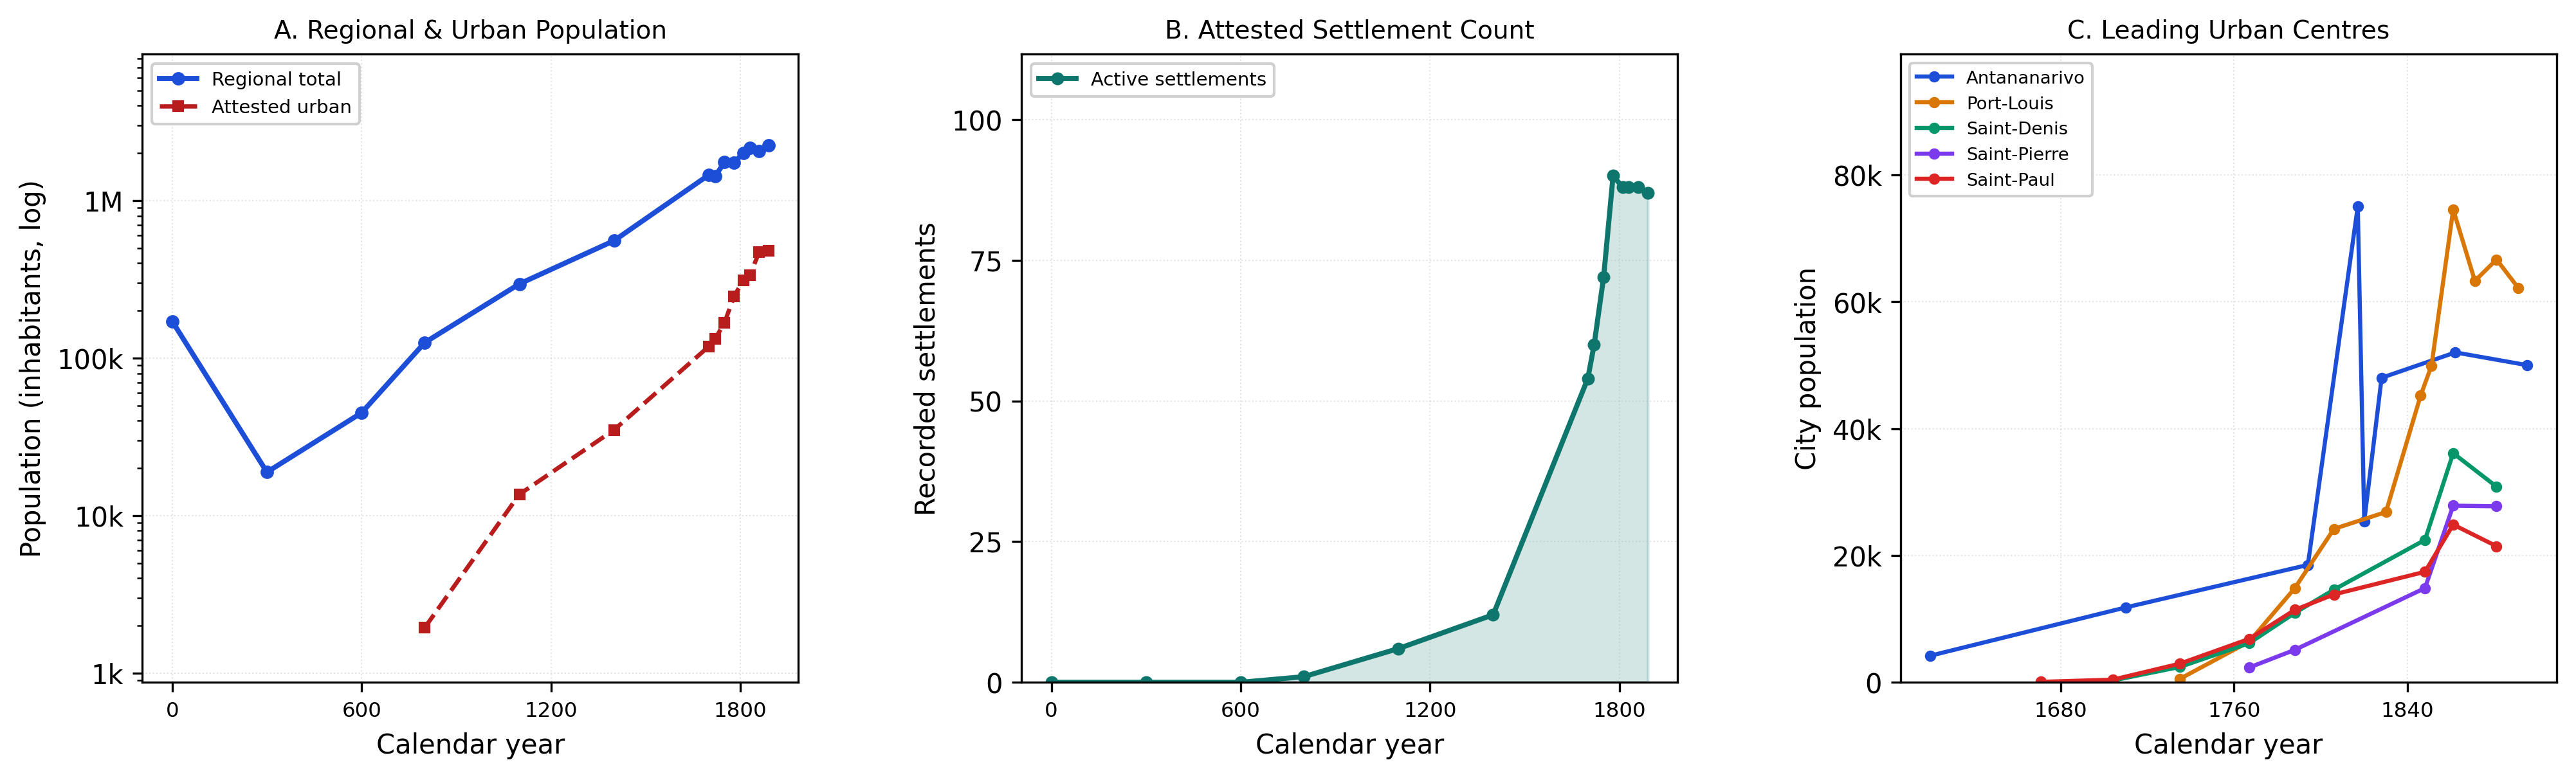 A. Regional & Urban Population
Regional total
Attested urban
Population (inhabitants, log)
1M
100k
10k
1k
0
600
1200
1800
Calendar year
B. Attested Settlement Count
Active settlements
Recorded settlements
100
75
50
25
0
0
600
1200
1800
Calendar year
C. Leading Urban Centres
Antananarivo
Port-Louis
Saint-Denis
Saint-Pierre
Saint-Paul
City population
80k
60k
40k
20k
0
1680
1760
1840
Calendar year